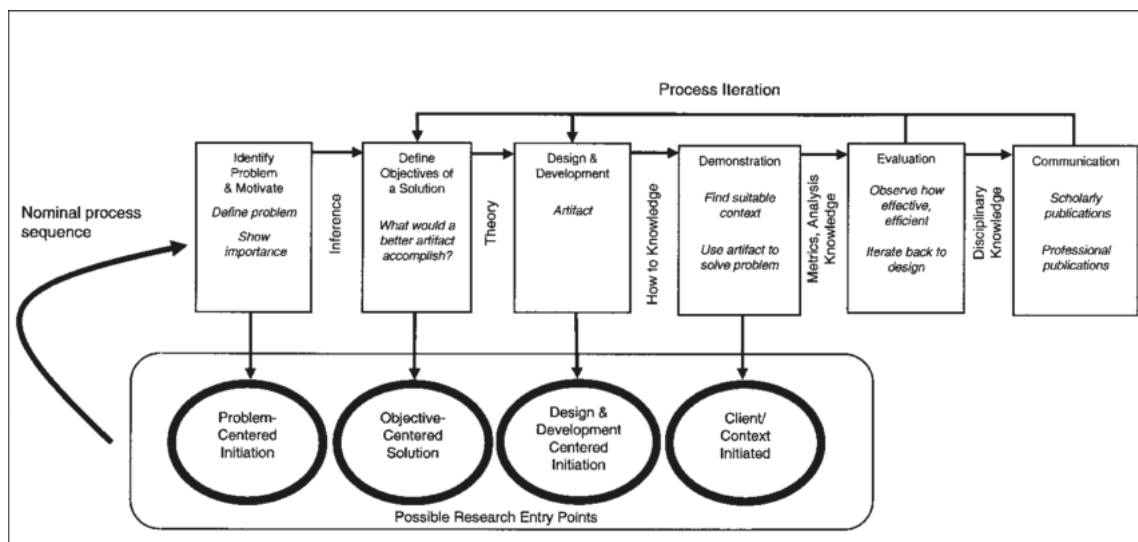 Process Iteration
Nominal process
sequence
Identify
Problem
& Motivate
Define problem
Show
importance
Inference
Define
Objectives of
a Solution
What would a
better artifact
accomplish?
Theory
Design &
Development
Artifact
How to Knowledge
Demonstration
Find suitable
context
Use artifact to
solve problem
Metrics, Analysis
Knowledge
Evaluation
Observe how
effective,
efficient
Iterate back to
design
Disciplinary
Knowledge
Communication
Scholarly
publications
Professional
publications
Problem-
Centered
Initiation
Objective-
Centered
Solution
Design &
Development
Centered
Initiation
Client/
Context
Initiated
Possible Research Entry Points